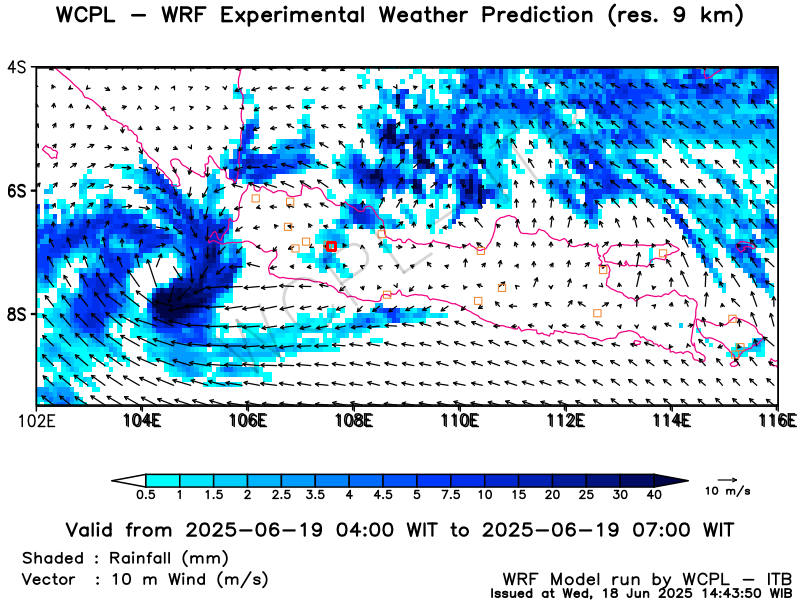 WCPL – WRF Experimental Weather Prediction (res. 9 km)
4S
6S
8S
102E 104E 106E 108E 110E 112E 114E 116E
WCPL-ITB
0.5 1 1.5 2 2.5 3.5 4 4.5 5 7.5 10 15 20 25 30 40
10 m/s
Valid from 2025-06-19 04:00 WIT to 2025-06-19 07:00 WIT
Shaded : Rainfall (mm)
Vector : 10 m Wind (m/s)
WRF Model run by WCPL – ITB
Issued at Wed, 18 Jun 2025 14:43:50 WIB